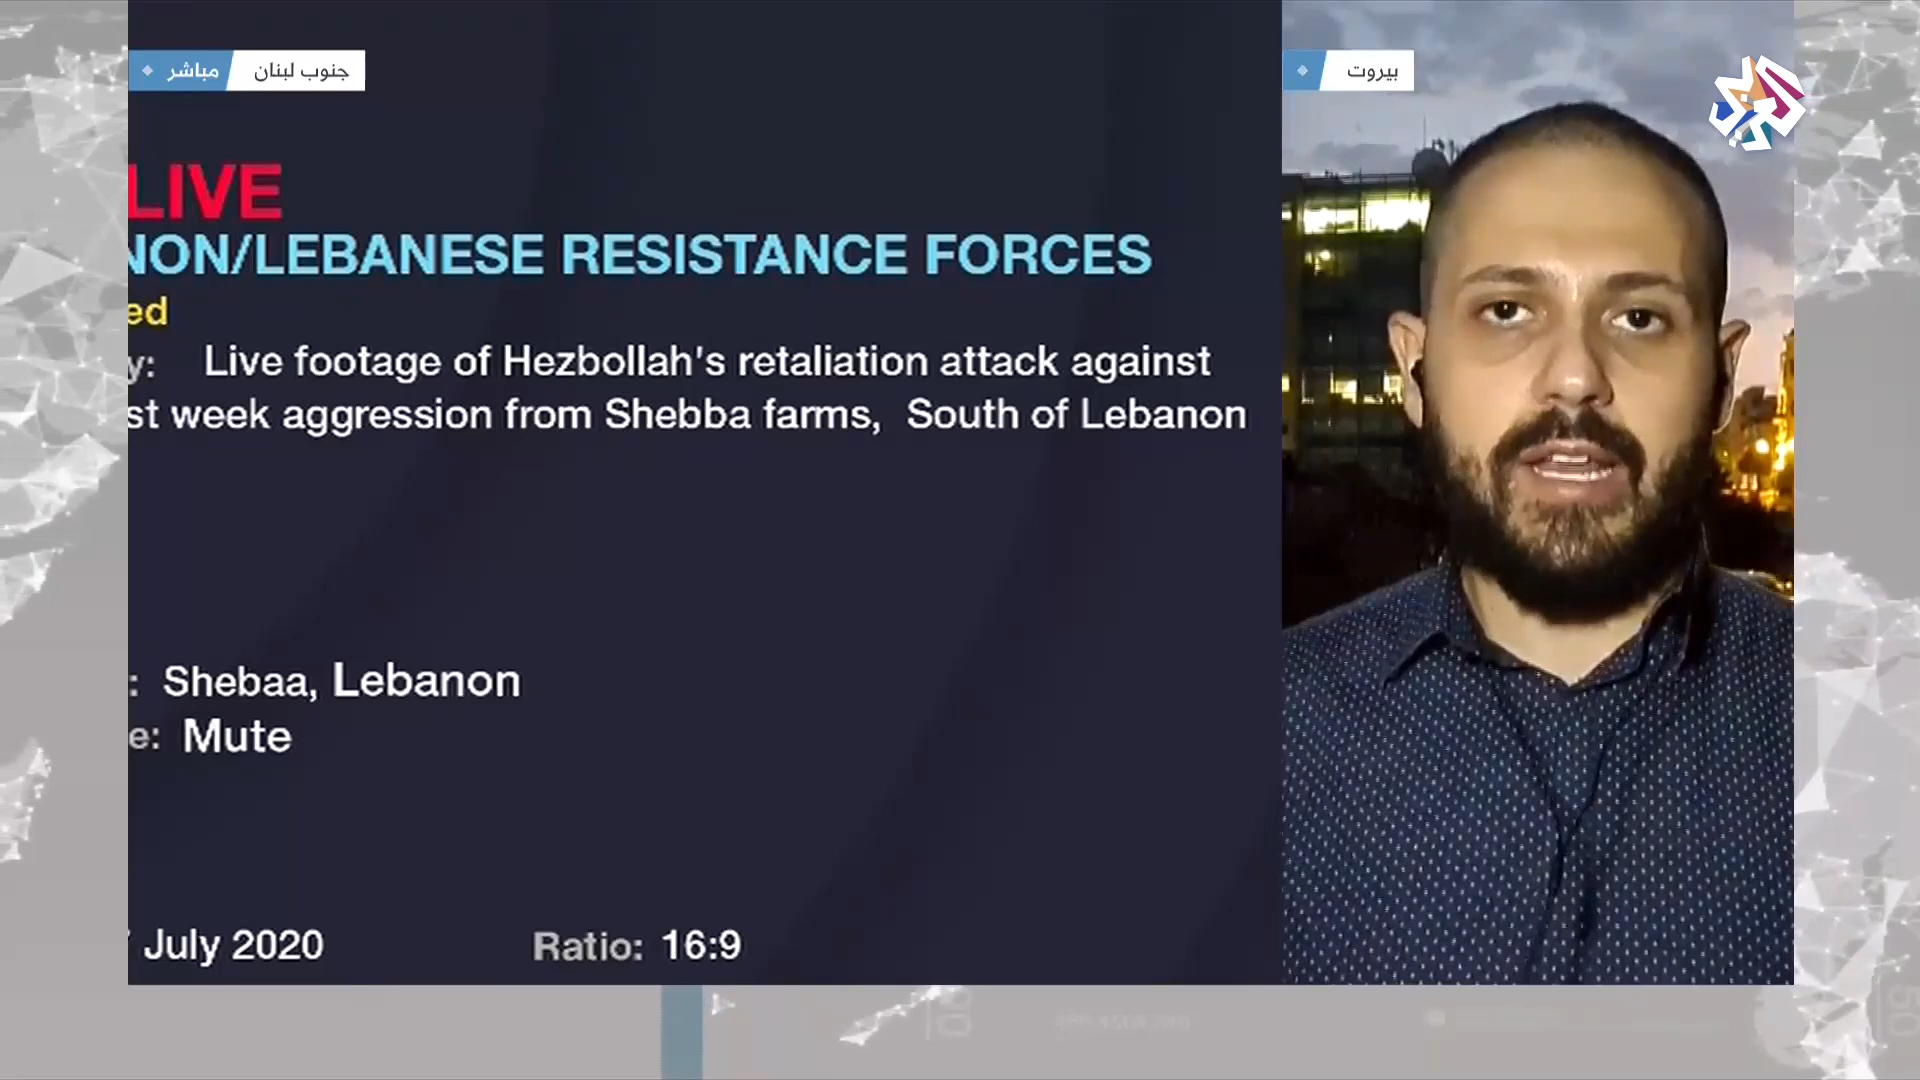 مباشر
جنوب لبنان
بيروت
LIVE
NON/LEBANESE RESISTANCE FORCES
ed
y: Live footage of Hezbollah's retaliation attack against
st week aggression from Shebba farms, South of Lebanon
: Shebaa, Lebanon
e: Mute
July 2020 Ratio: 16:9